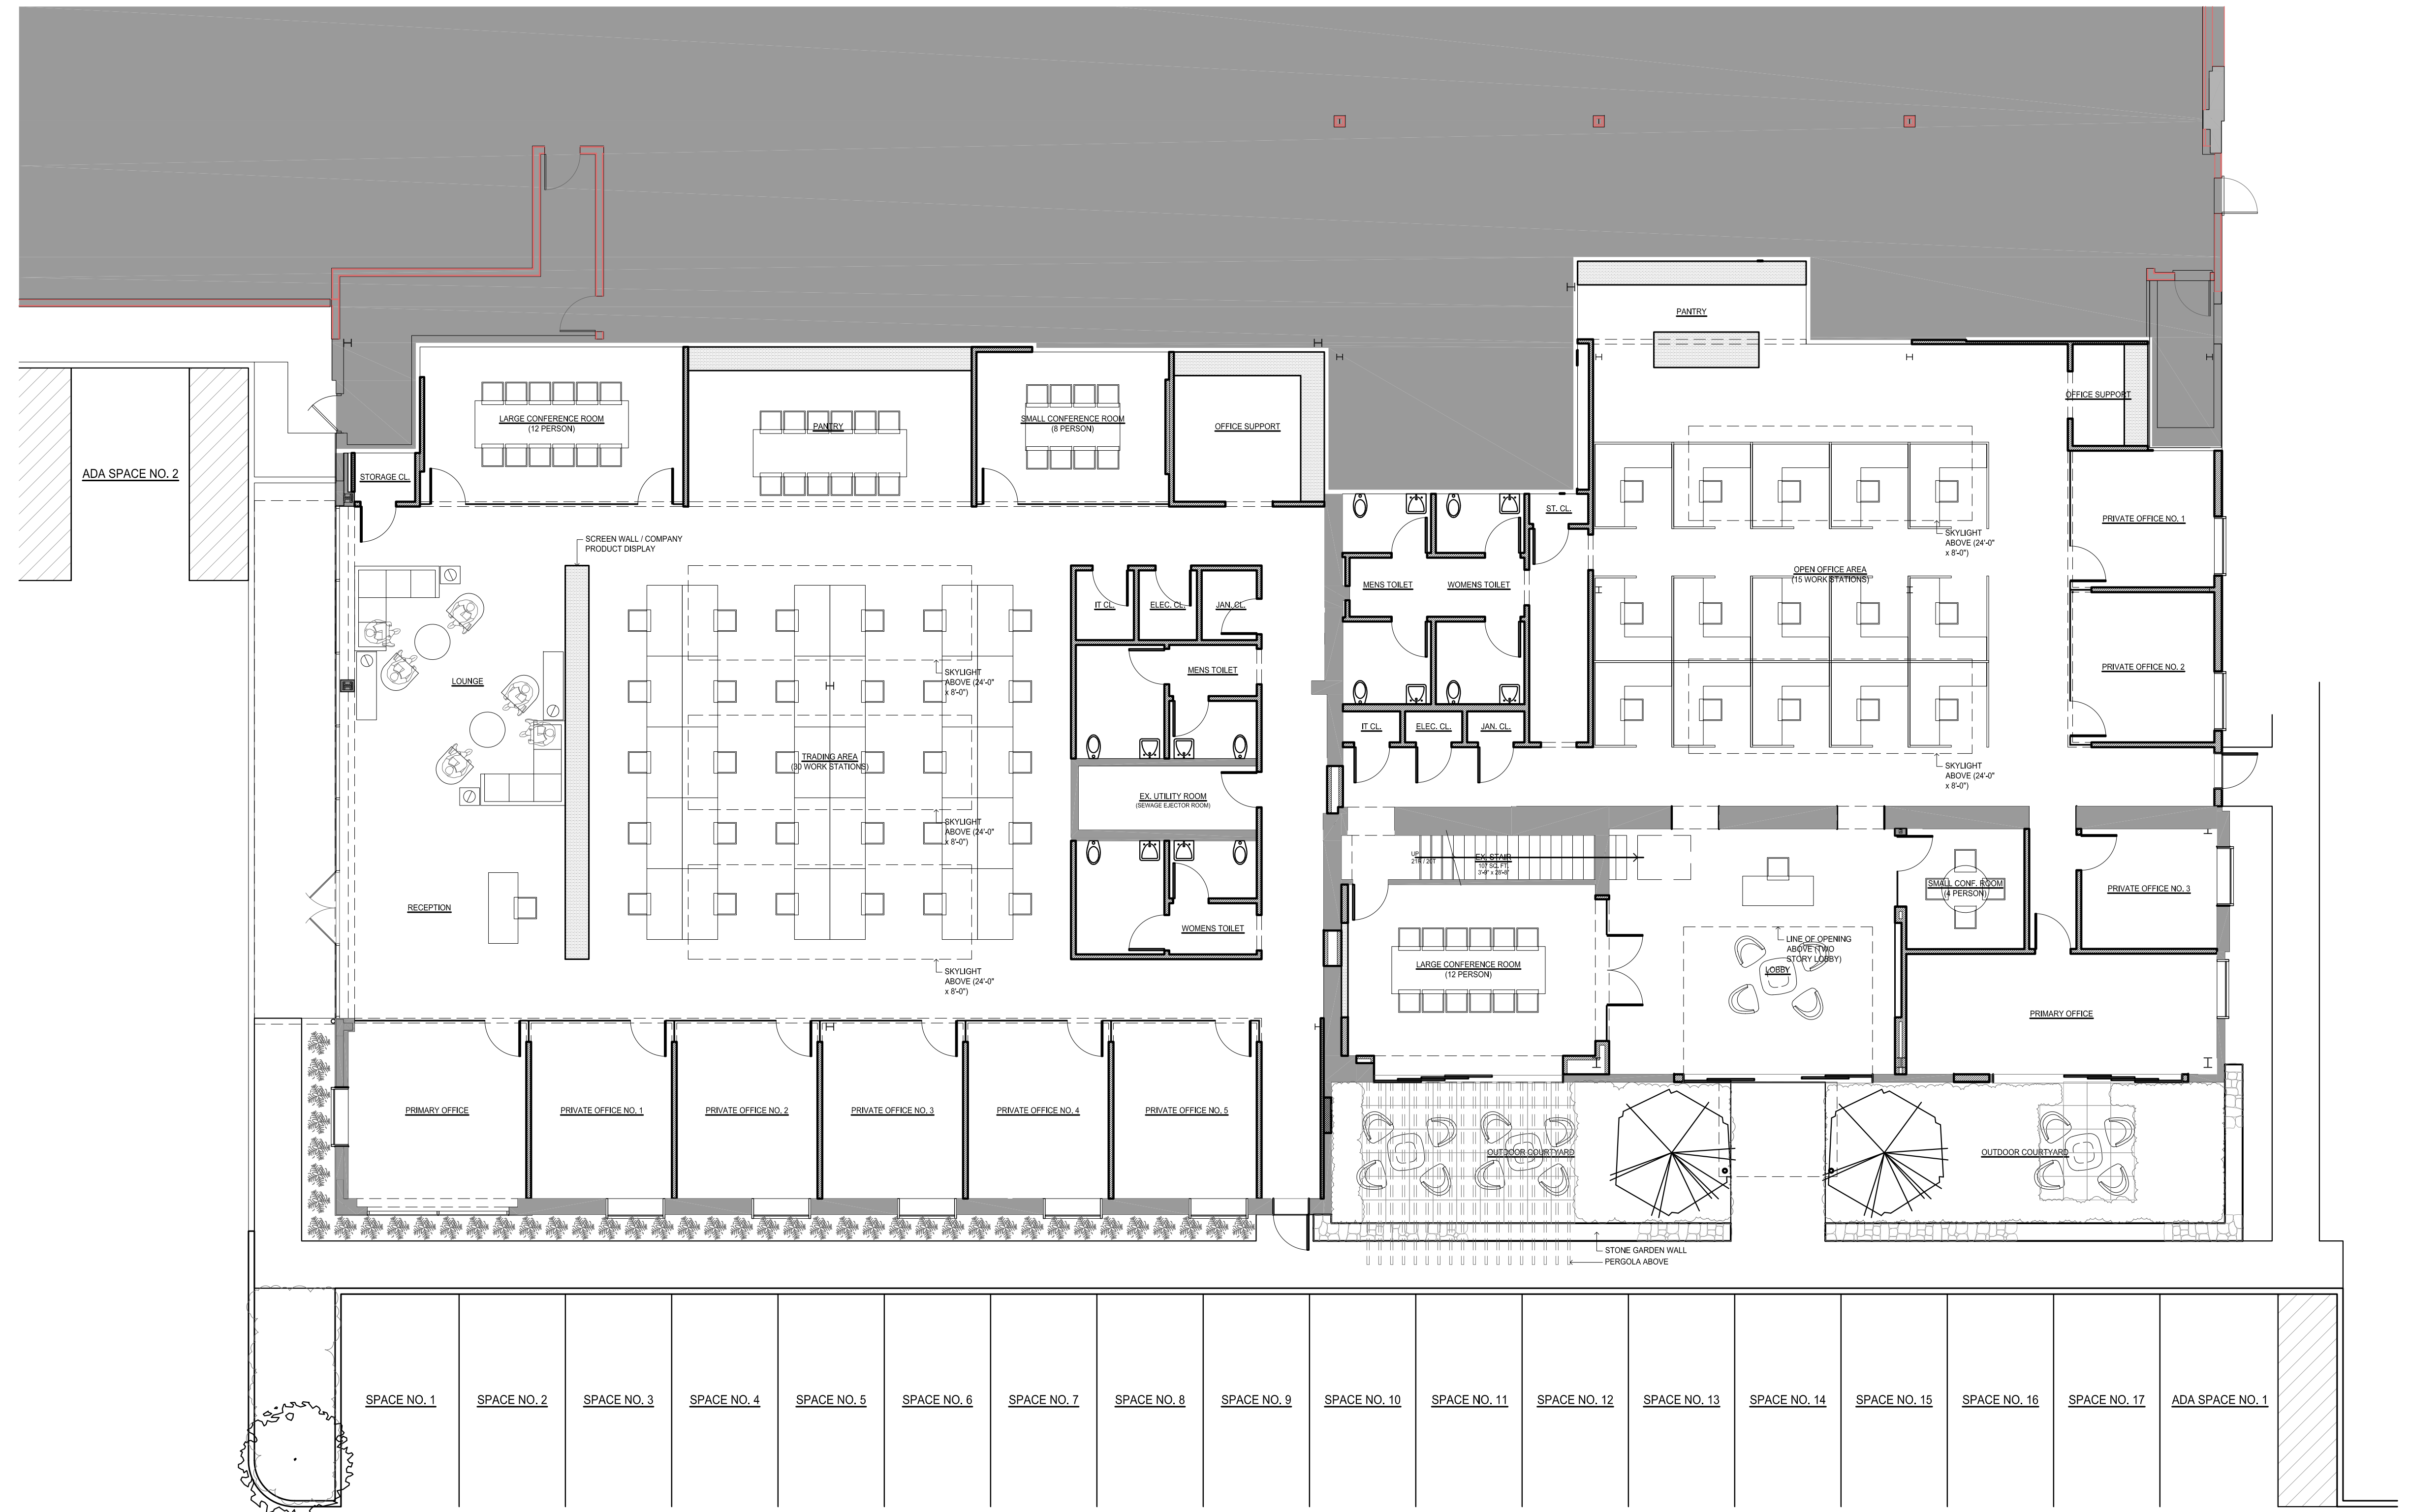 PANTRY
OFFICE SUPPORT
LARGE CONFERENCE ROOM
(12 PERSON)
PANTRY
SMALL CONFERENCE ROOM
(8 PERSON)
OFFICE SUPPORT
ADA SPACE NO. 2
STORAGE CL.
ST. CL.
PRIVATE OFFICE NO. 1
SCREEN WALL / COMPANY
PRODUCT DISPLAY
SKYLIGHT
ABOVE (24'-0"
x 8'-0")
OPEN OFFICE AREA
(15 WORK STATIONS)
MENS TOILET
WOMENS TOILET
IT CL.
ELEC. CL.
JAN. CL.
LOUNGE
SKYLIGHT
ABOVE (24'-0"
x 8'-0")
MENS TOILET
PRIVATE OFFICE NO. 2
IT CL.
ELEC. CL.
JAN. CL.
TRADING AREA
(30 WORK STATIONS)
SKYLIGHT
ABOVE (24'-0"
x 8'-0")
EX. UTILITY ROOM
(SEWAGE EJECTOR ROOM)
SKYLIGHT
ABOVE (24'-0"
x 8'-0")
UP
21R / 20T
EX. STAIR
107 SQ. FT.
3'-9" x 28'-6"
SMALL CONF. ROOM
(4 PERSON)
PRIVATE OFFICE NO. 3
RECEPTION
WOMENS TOILET
LINE OF OPENING
ABOVE (TWO
STORY LOBBY)
LARGE CONFERENCE ROOM
(12 PERSON)
LOBBY
SKYLIGHT
ABOVE (24'-0"
x 8'-0")
PRIMARY OFFICE
PRIMARY OFFICE
PRIVATE OFFICE NO. 1
PRIVATE OFFICE NO. 2
PRIVATE OFFICE NO. 3
PRIVATE OFFICE NO. 4
PRIVATE OFFICE NO. 5
OUTDOOR COURTYARD
OUTDOOR COURTYARD
STONE GARDEN WALL
PERGOLA ABOVE
SPACE NO. 1
SPACE NO. 2
SPACE NO. 3
SPACE NO. 4
SPACE NO. 5
SPACE NO. 6
SPACE NO. 7
SPACE NO. 8
SPACE NO. 9
SPACE NO. 10
SPACE NO. 11
SPACE NO. 12
SPACE NO. 13
SPACE NO. 14
SPACE NO. 15
SPACE NO. 16
SPACE NO. 17
ADA SPACE NO. 1